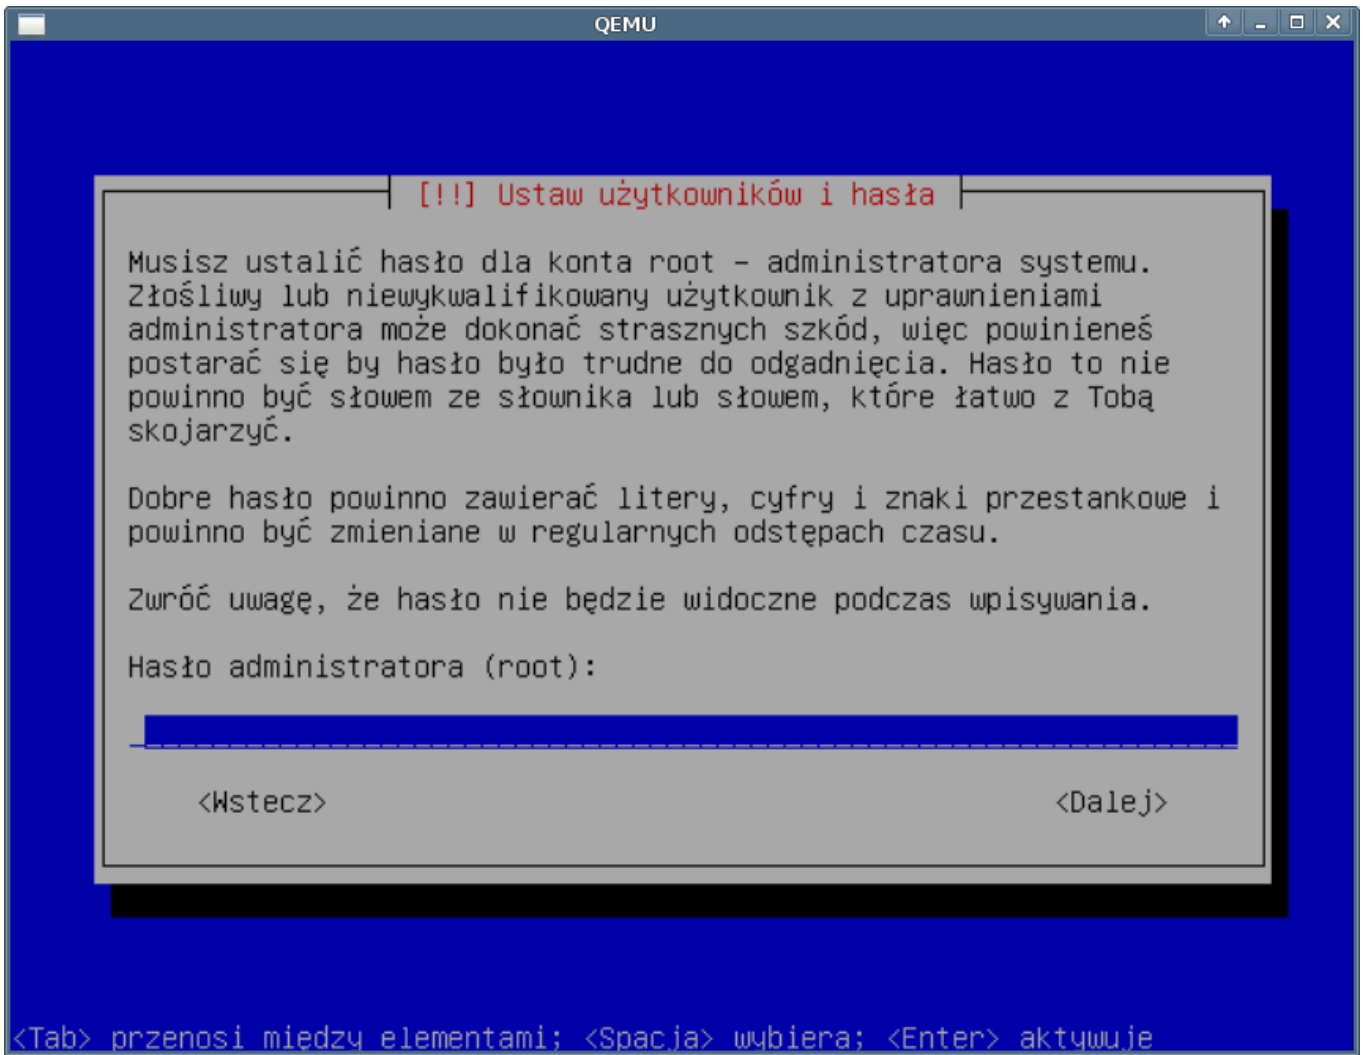 QEMU
[!!] Ustaw użytkowników i hasła
Musisz ustalić hasło dla konta root – administratora systemu.
Złośliwy lub niewykwalifikowany użytkownik z uprawnieniami
administratora może dokonać strasznych szkód, więc powinieneś
postarać się by hasło było trudne do odgadnięcia. Hasło to nie
powinno być słowem ze słownika lub słowem, które łatwo z Tobą
skojarzyć.
Dobre hasło powinno zawierać litery, cyfry i znaki przestankowe i
powinno być zmieniane w regularnych odstępach czasu.
Zwróć uwagę, że hasło nie będzie widoczne podczas wpisywania.
Hasło administratora (root):
<Wstecz> <Dalej>
<Tab> przenosi między elementami; <Spacja> wybiera; <Enter> aktywuje